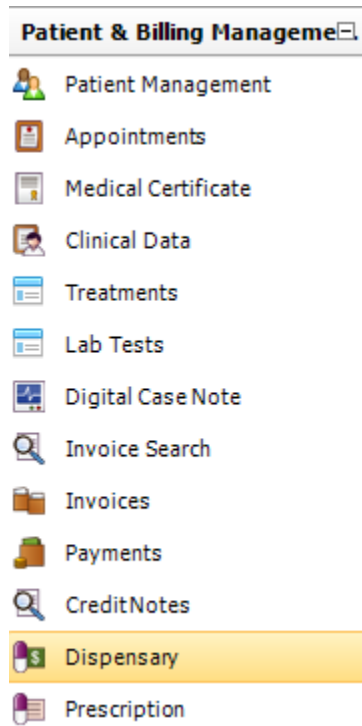 Patient & Billing Manageme
Patient Management
Appointments
Medical Certificate
Clinical Data
Treatments
Lab Tests
Digital Case Note
Invoice Search
Invoices
Payments
CreditNotes
Dispensary
Prescription